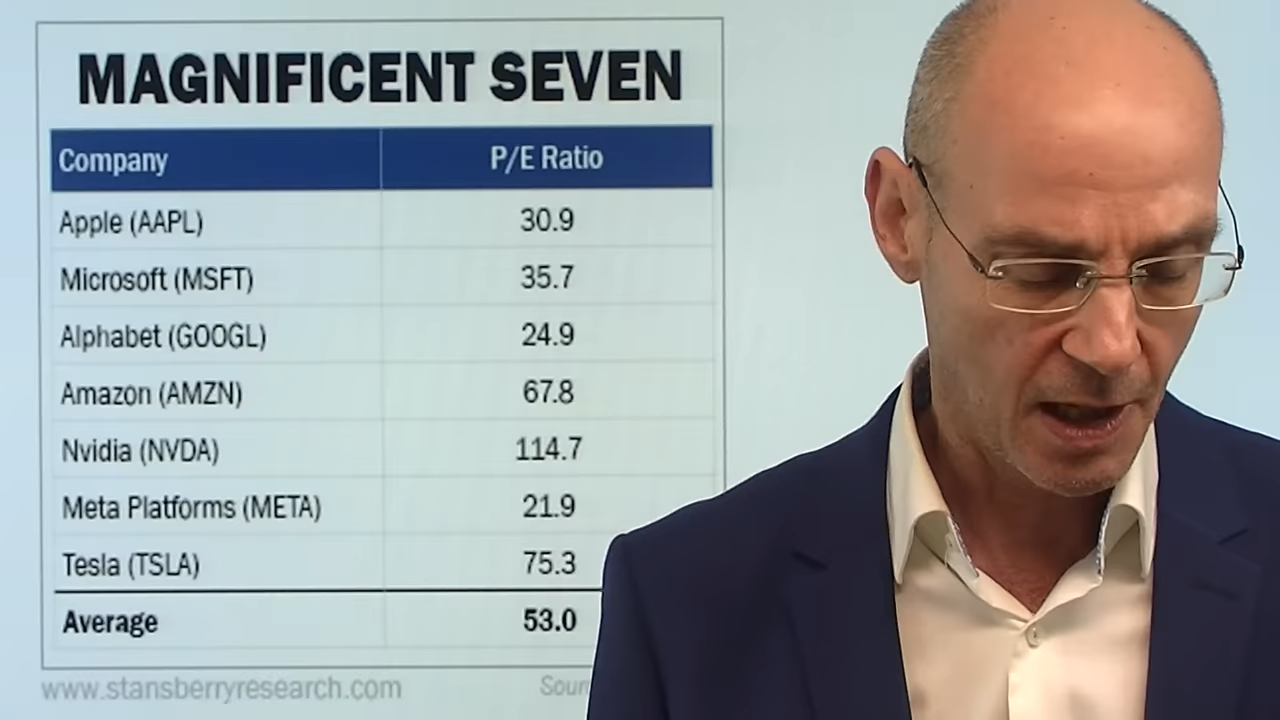 MAGNIFICENT SEVEN
Company P/E Ratio
Apple (AAPL) 30.9
Microsoft (MSFT) 35.7
Alphabet (GOOGL) 24.9
Amazon (AMZN) 67.8
Nvidia (NVDA) 114.7
Meta Platforms (META) 21.9
Tesla (TSLA) 75.3
Average 53.0
www.stansberryresearch.com